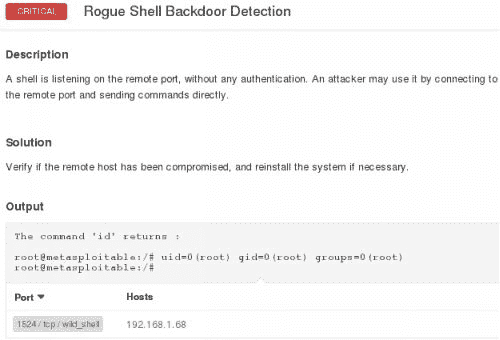 CRITICAL Rogue Shell Backdoor Detection
Description
A shell is listening on the remote port, without any authentication. An attacker may use it by connecting to
the remote port and sending commands directly.
Solution
Verify if the remote host has been compromised, and reinstall the system if necessary.
Output
The command 'id' returns :
root@metasploitable:/# uid=0(root) gid=0(root) groups=0(root)
root@metasploitable:/#
Port ▼ Hosts
1524 / tcp / wild_shell 192.168.1.68